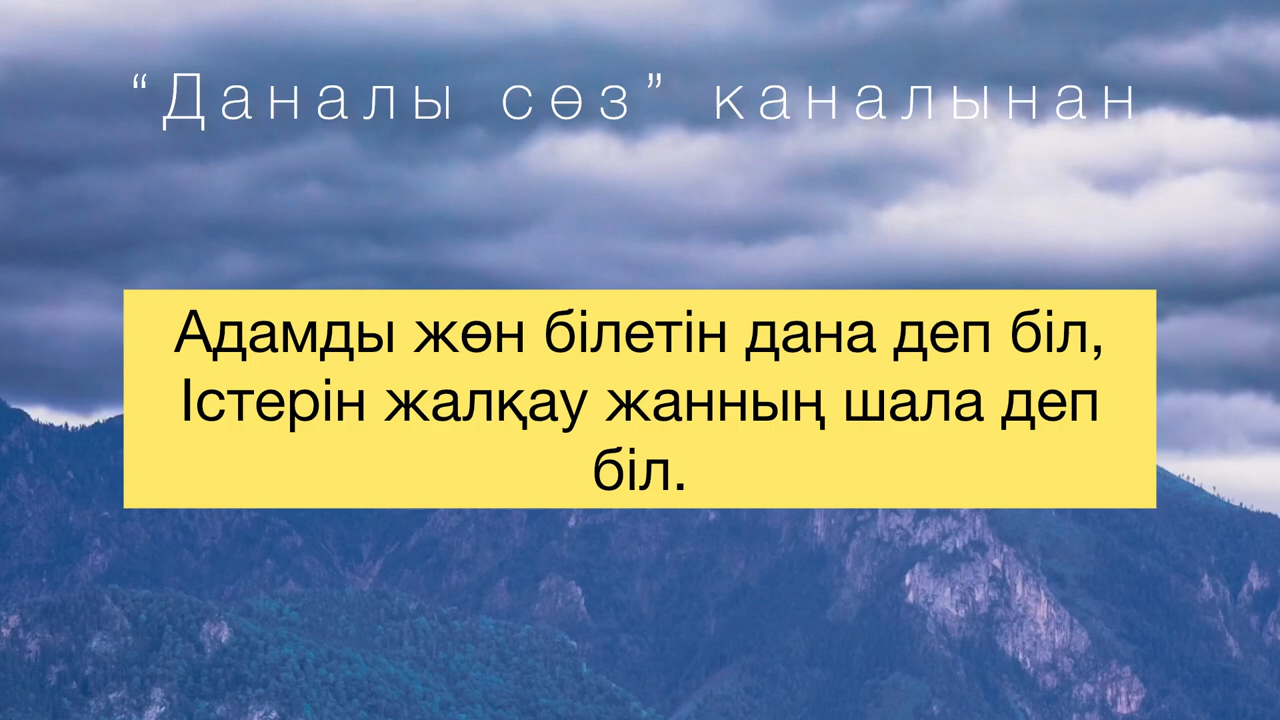 “Даналы сөз” каналынан
Адамды жөн білетін дана деп біл,
Істерін жалқау жанның шала деп
біл.